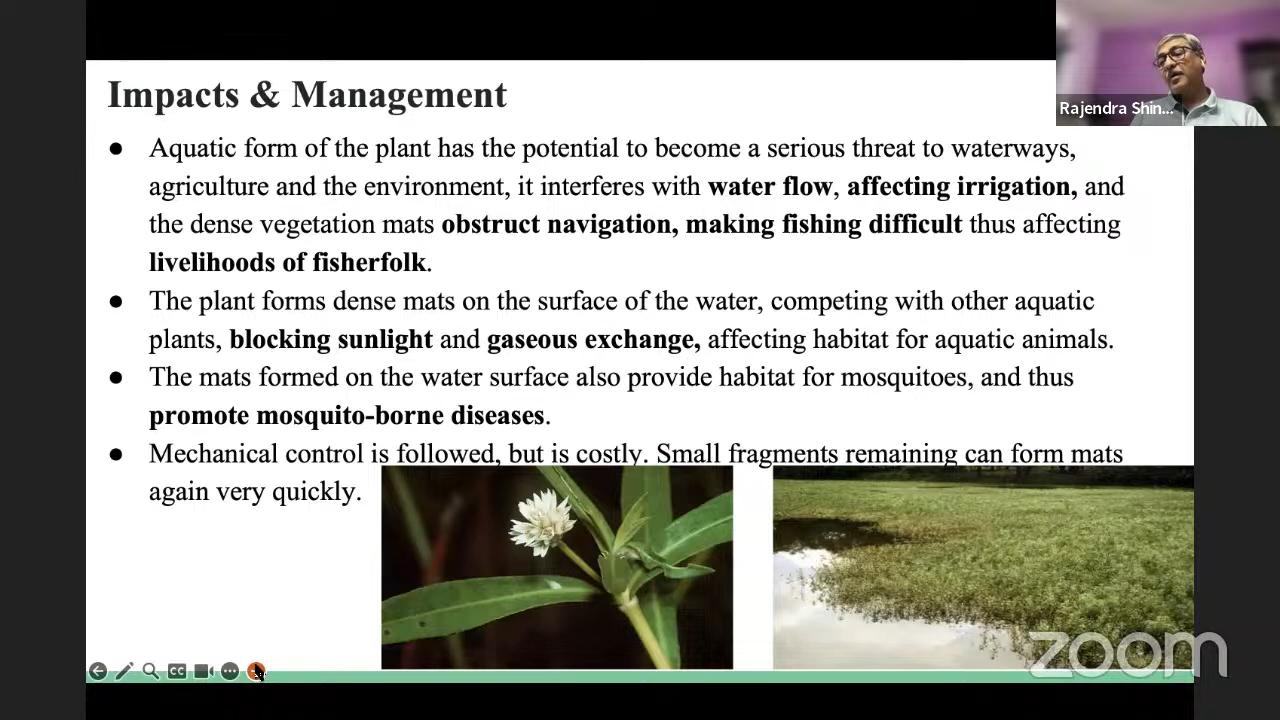 Impacts & Management
Rajendra Shin...
● Aquatic form of the plant has the potential to become a serious threat to waterways,
agriculture and the environment, it interferes with water flow, affecting irrigation, and
the dense vegetation mats obstruct navigation, making fishing difficult thus affecting
livelihoods of fisherfolk.
● The plant forms dense mats on the surface of the water, competing with other aquatic
plants, blocking sunlight and gaseous exchange, affecting habitat for aquatic animals.
● The mats formed on the water surface also provide habitat for mosquitoes, and thus
promote mosquito-borne diseases.
● Mechanical control is followed, but is costly. Small fragments remaining can form mats
again very quickly.
CC
zoom